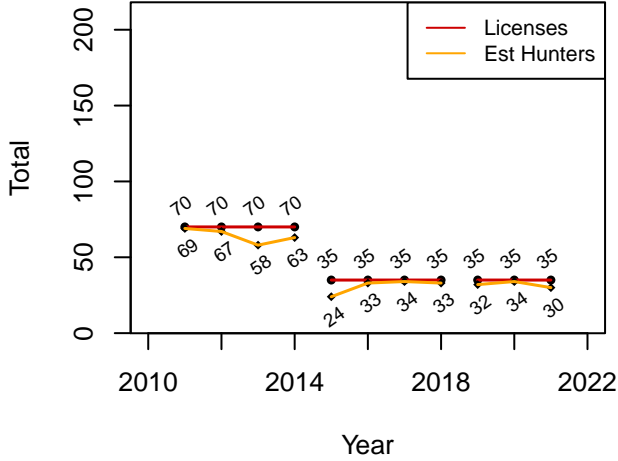 Licenses
Est Hunters
Total
200
150
100
50
0
70 70 70 70
69 67 58 63
35 35 35 35 35 35 35
24 33 34 33 32 34 30
2010 2014 2018 2022
Year